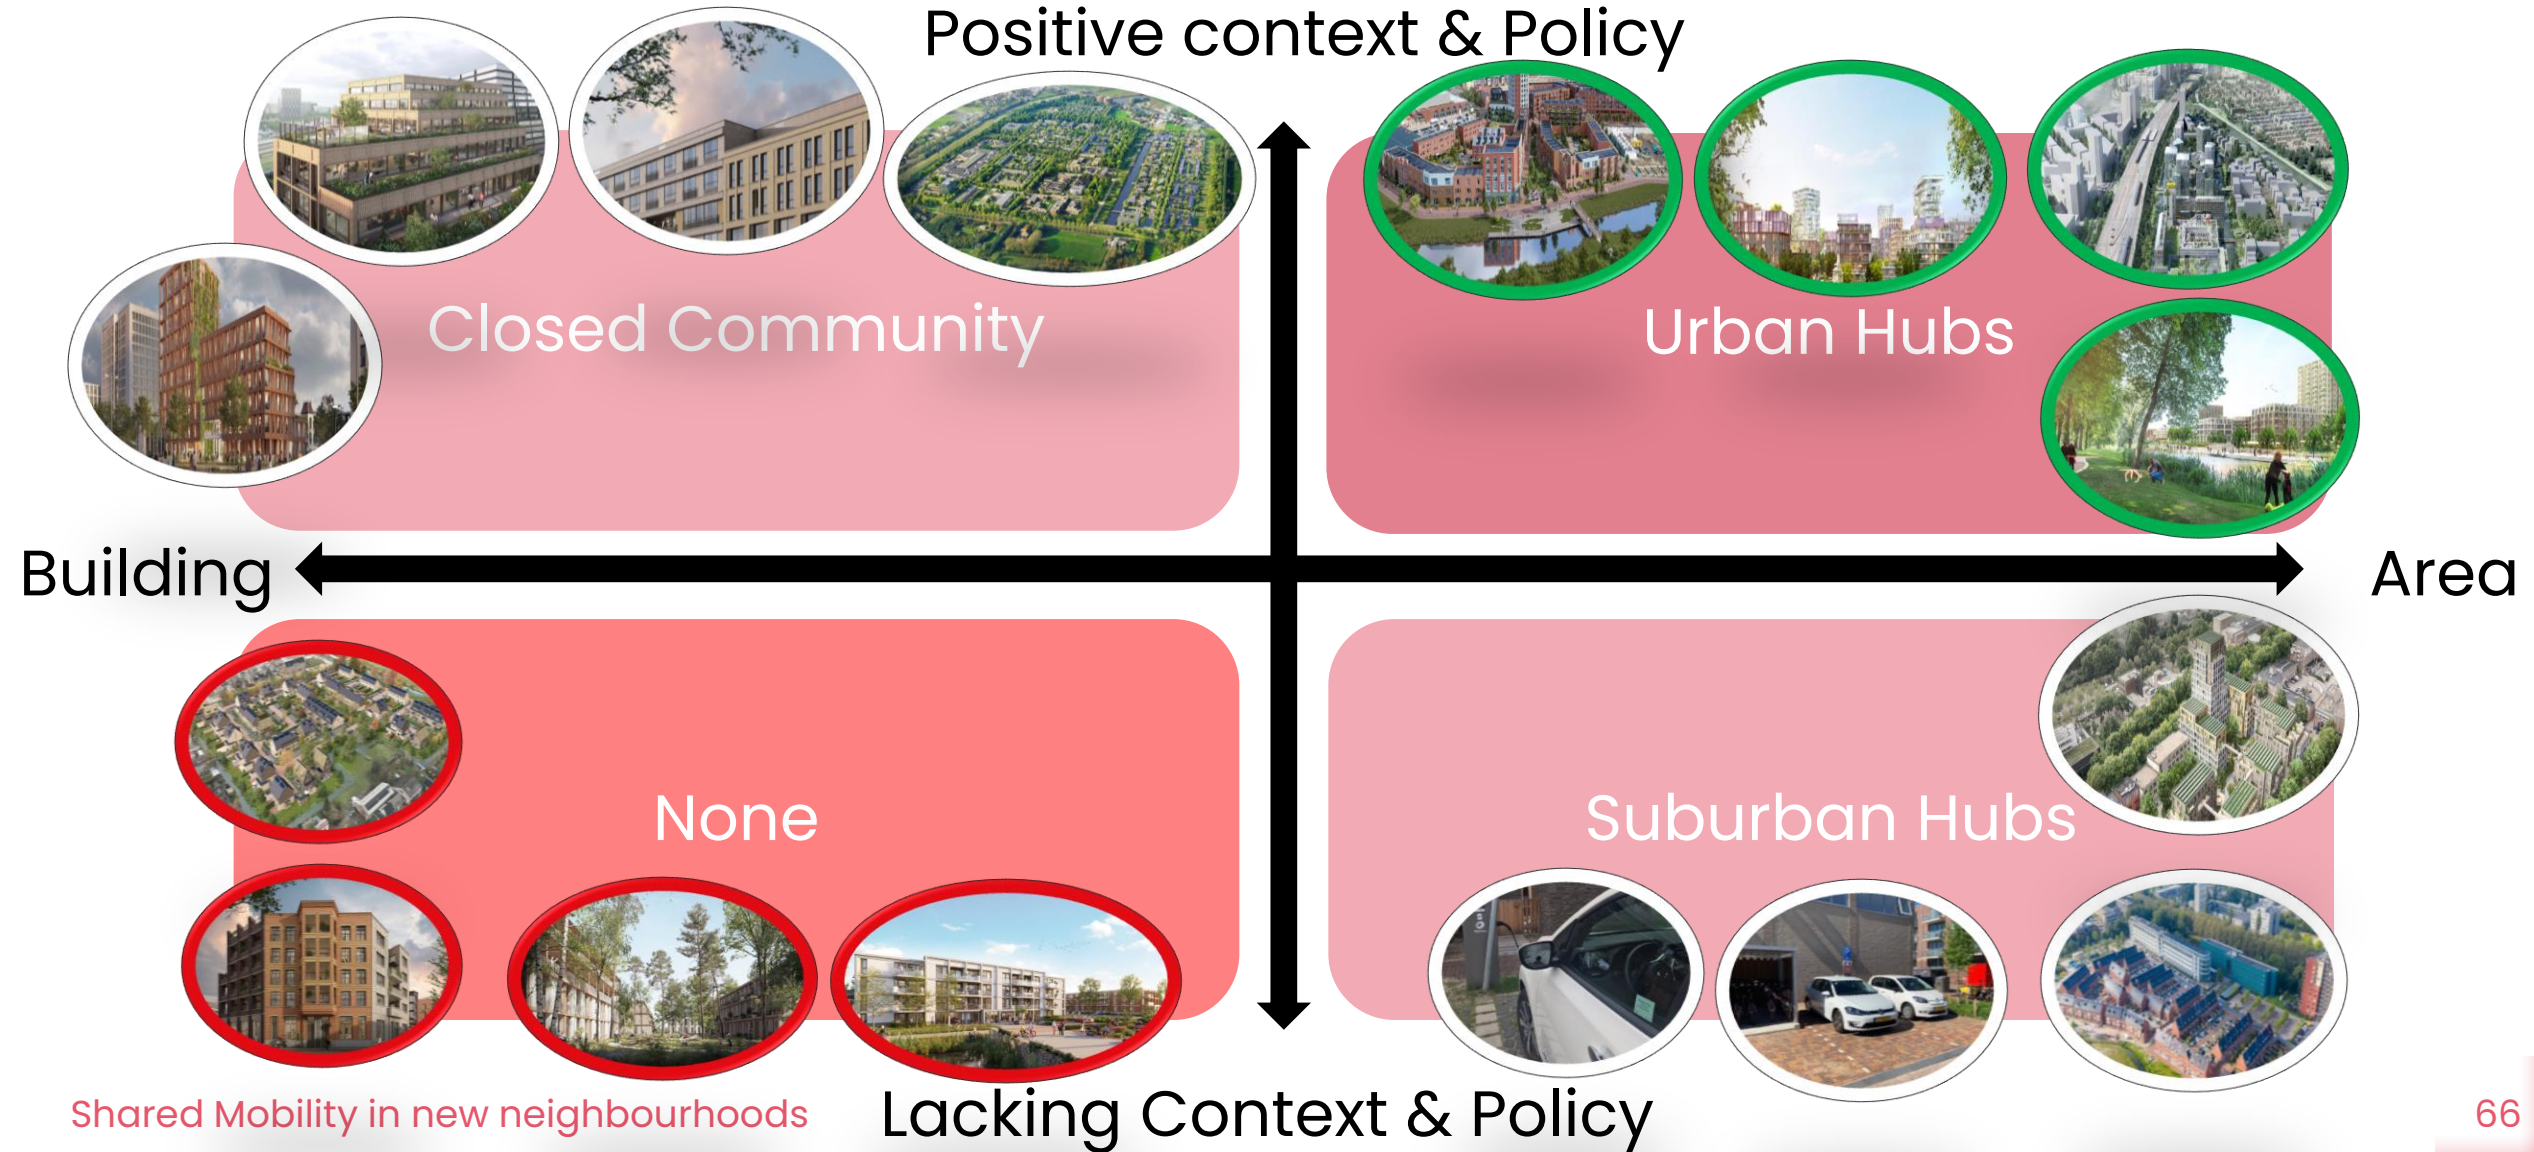 Positive context & Policy
Closed Community
Urban Hubs
Building
Area
None
Suburban Hubs
Lacking Context & Policy
Shared Mobility in new neighbourhoods
66